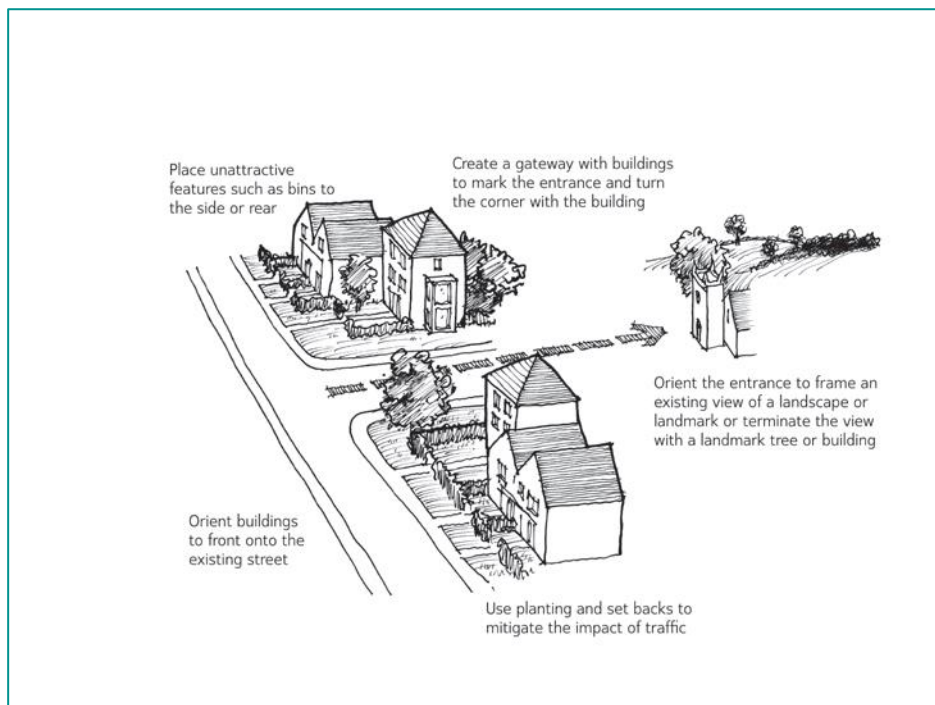 Place unattractive
features such as bins to
the side or rear
Create a gateway with buildings
to mark the entrance and turn
the corner with the building
Orient the entrance to frame an
existing view of a landscape or
landmark or terminate the view
with a landmark tree or building
Orient buildings
to front onto the
existing street
Use planting and set backs to
mitigate the impact of traffic